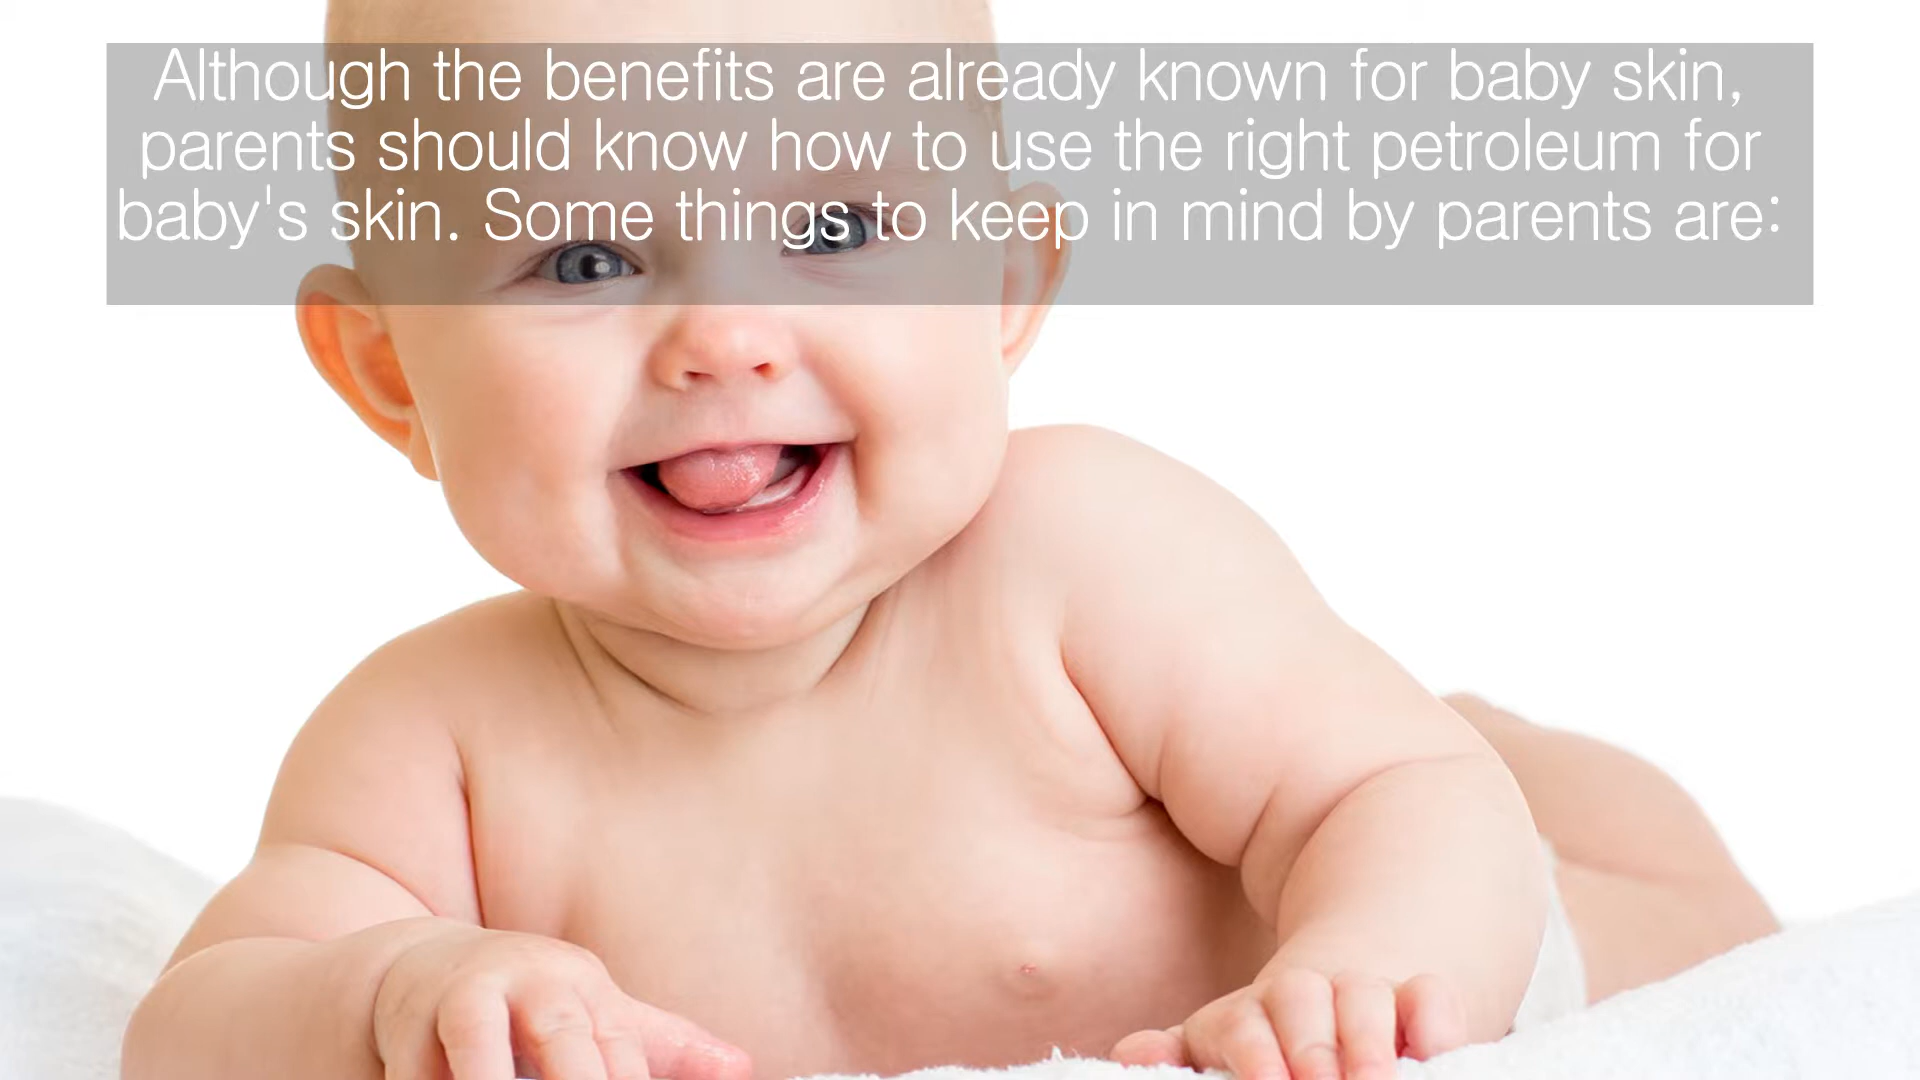 Although the benefits are already known for baby skin,
parents should know how to use the right petroleum for
baby's skin. Some things to keep in mind by parents are: